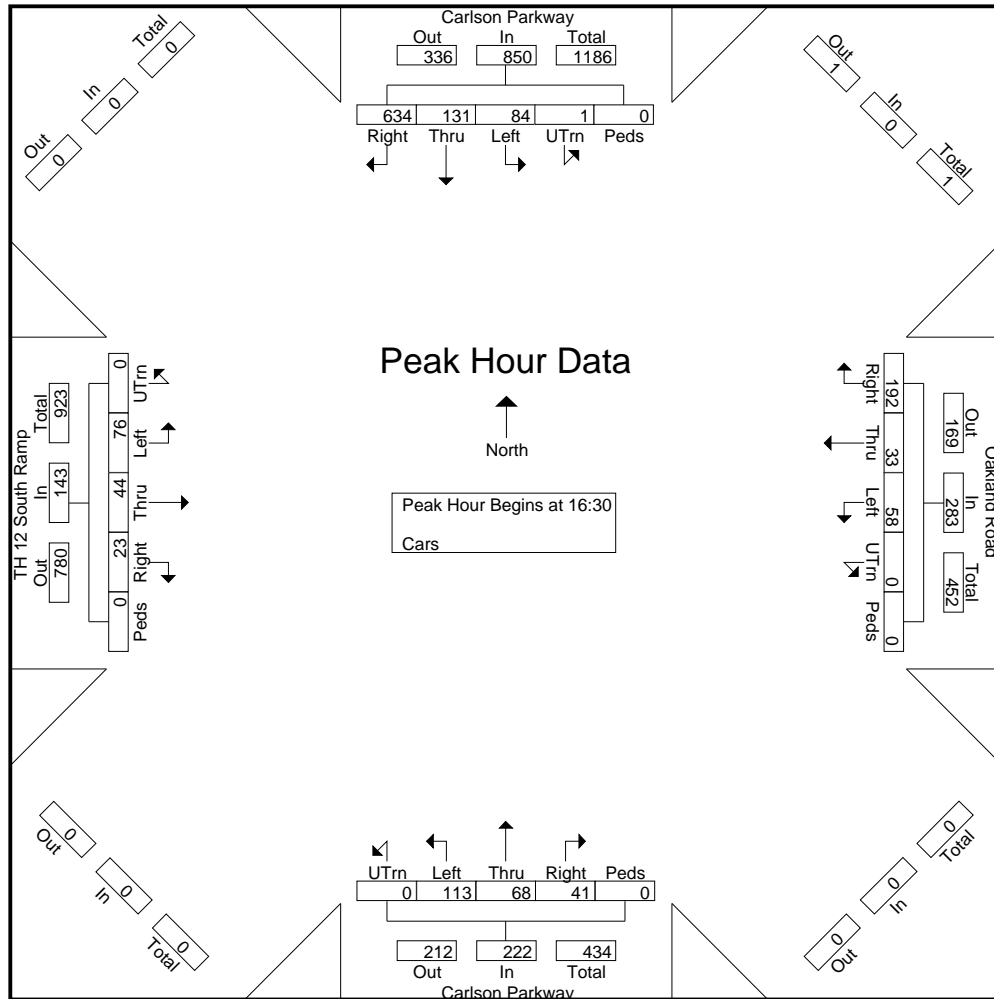 Carlson Parkway
Out In Total
336 850 1186
634 131 84 1 0
Right Thru Left UTrn Peds
Total
0
In
0
Out
0
Out
1
In
0
Total
1
TH 12 South Ramp
Total In Out
923 143 780
0 76 44 23 0
UTrn Left Thru Right Peds
Peak Hour Data
North
Peak Hour Begins at 16:30
Cars
Right Thru Left UTrn Peds
192 33 58 0 0
Out In Total
169 283 452
Oakland Road
UTrn Left Thru Right Peds
0 113 68 41 0
212 222 434
Out In Total
Carlson Parkway
0
Out
0
In
0
Total
0
Total
0
In
0
Out